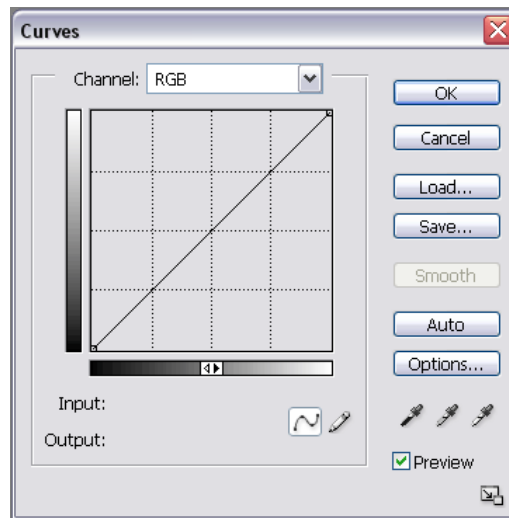 Curves
Channel: RGB
OK
Cancel
Load...
Save...
Smooth
Auto
Options...
Input:
Output:
Preview